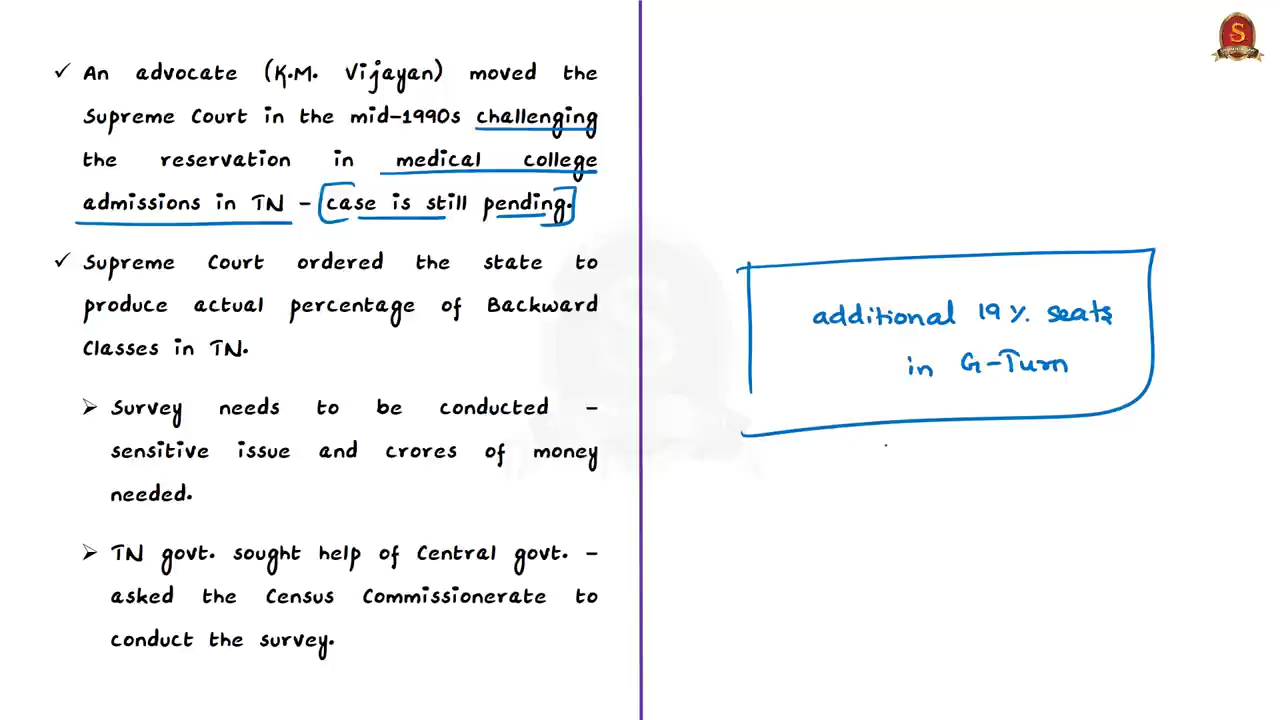 ✓ An advocate (K.M. Vijayan) moved the
Supreme Court in the mid-1990s challenging
the reservation in medical college
admissions in TN - [case is still pending.]
✓ Supreme Court ordered the state to
produce actual percentage of Backward
Classes in TN.
➢ Survey needs to be conducted -
sensitive issue and crores of money
needed.
➢ TN govt. sought help of Central govt. -
asked the Census Commissionerate to
conduct the survey.
S
additional 19% seats
in G-Turn